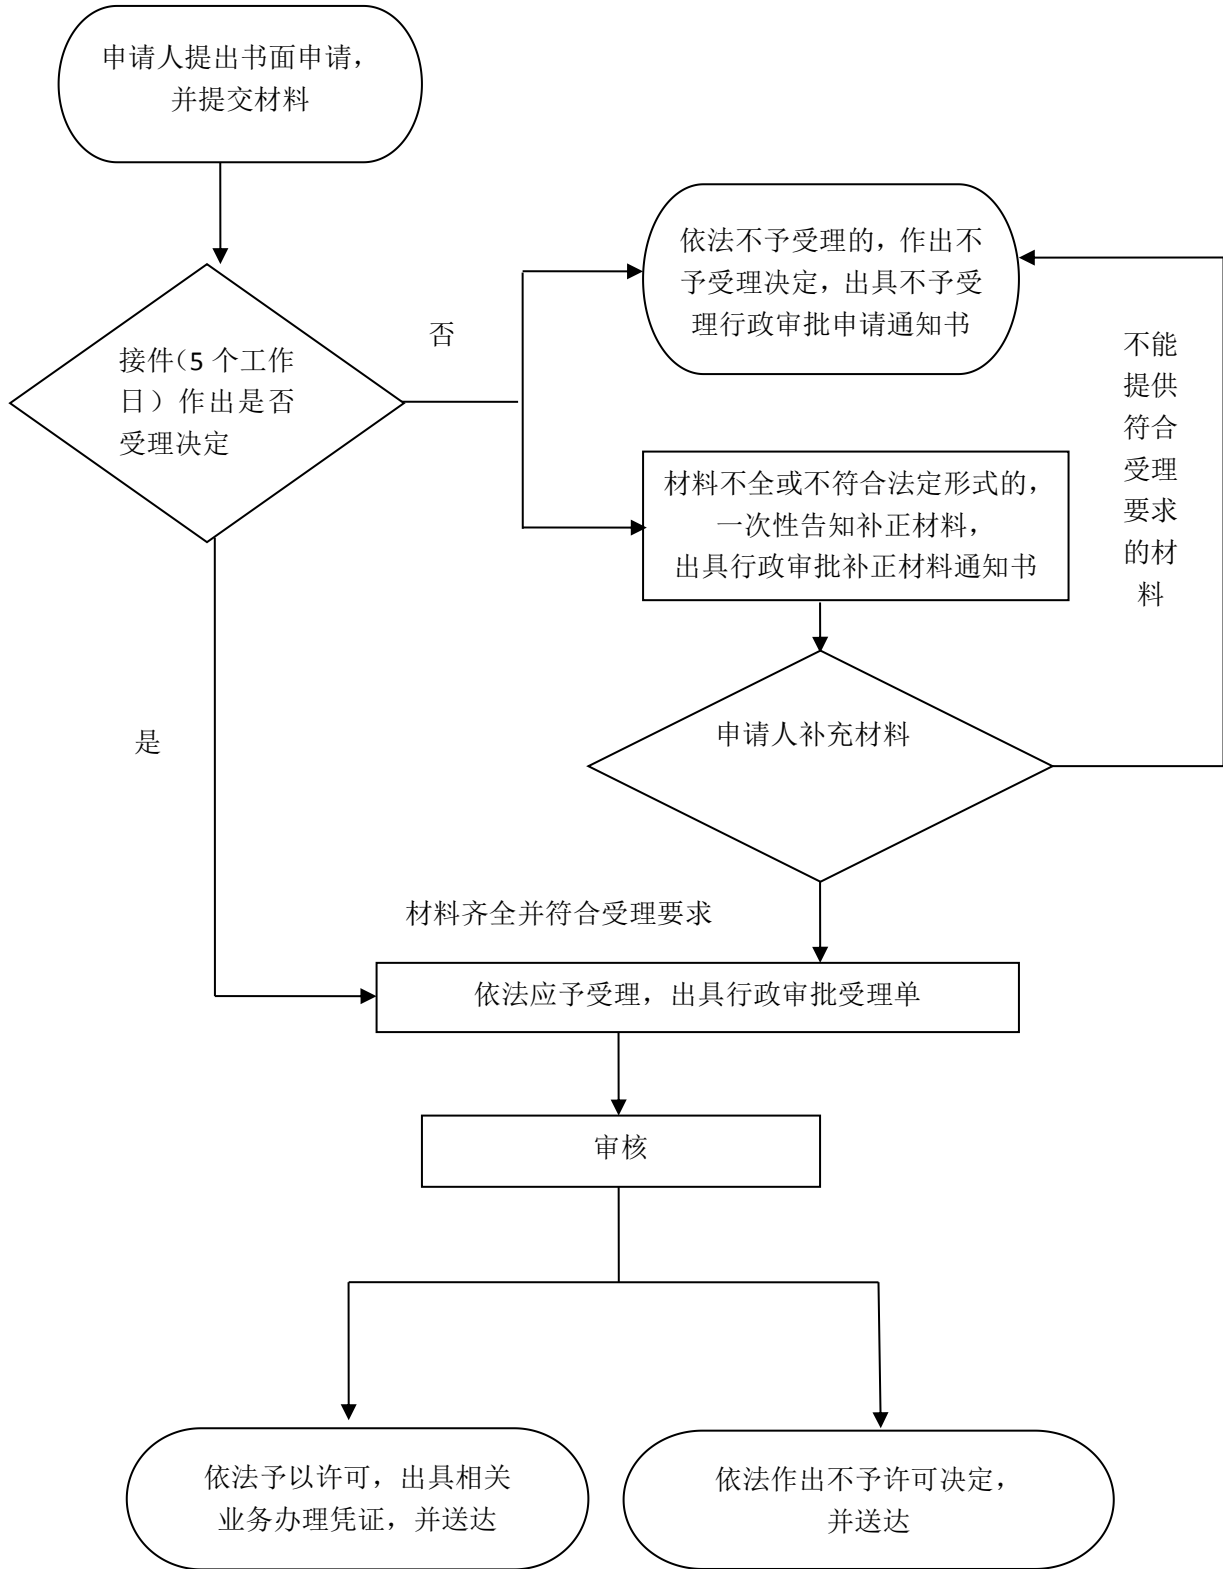 申请人提出书面申请，
并提交材料
依法不予受理的，作出不
予受理决定，出具不予受
理行政审批申请通知书
否
接件（5 个工作
日）作出是否
受理决定
不能
提供
符合
受理
要求
的材
料
材料不全或不符合法定形式的，
一次性告知补正材料，
出具行政审批补正材料通知书
申请人补充材料
是
材料齐全并符合受理要求
依法应予受理，出具行政审批受理单
审核
依法予以许可，出具相关
业务办理凭证，并送达
依法作出不予许可决定，
并送达